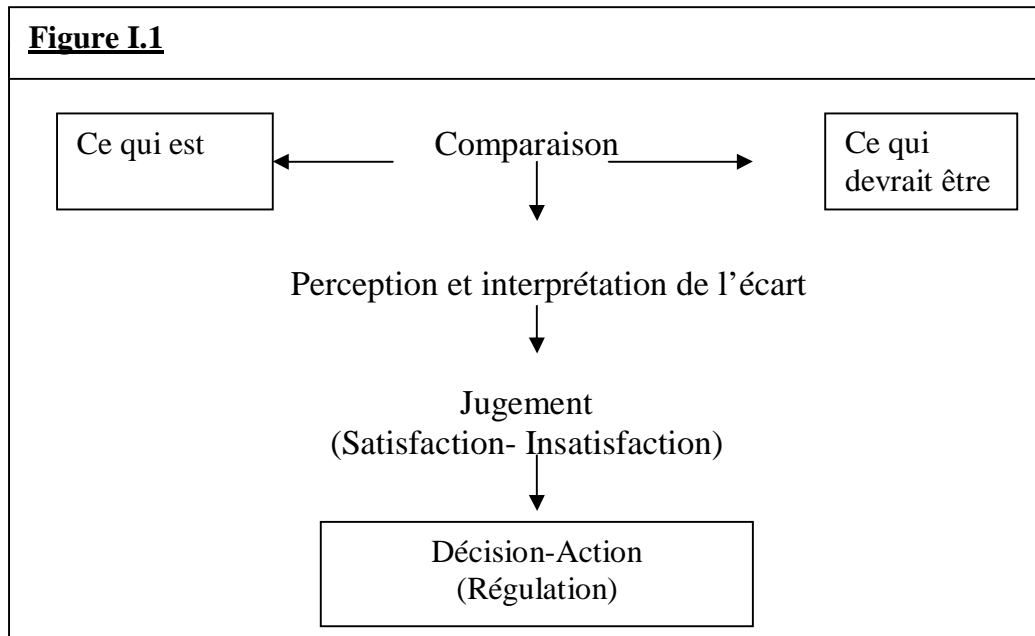 Figure I.1
Ce qui est
Comparaison
Ce qui
devrait être
Perception et interprétation de l’écart
Jugement
(Satisfaction- Insatisfaction)
Décision-Action
(Régulation)